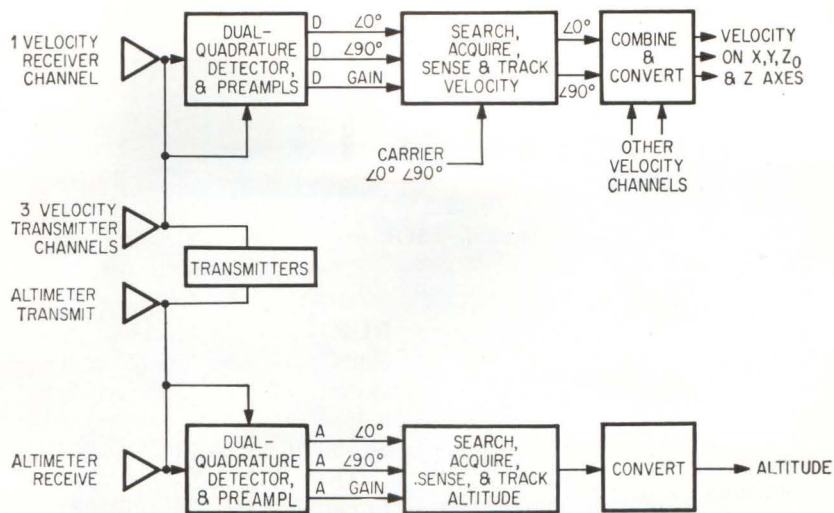 1 VELOCITY
RECEIVER
CHANNEL
DUAL-
QUADRATURE
DETECTOR,
& PREAMPLS
D ∠0°
D ∠90°
D GAIN
SEARCH,
ACQUIRE,
SENSE & TRACK
VELOCITY
∠0°
∠90°
COMBINE
&
CONVERT
VELOCITY
ON X,Y,Z₀
& Z AXES
CARRIER
∠0° ∠90°
OTHER
VELOCITY
CHANNELS
3 VELOCITY
TRANSMITTER
CHANNELS
TRANSMITTERS
ALTIMETER
TRANSMIT
ALTIMETER
RECEIVE
DUAL-
QUADRATURE
DETECTOR,
& PREAMPL
A ∠0°
A ∠90°
A GAIN
SEARCH,
ACQUIRE,
.SENSE, & TRACK
ALTITUDE
CONVERT
ALTITUDE